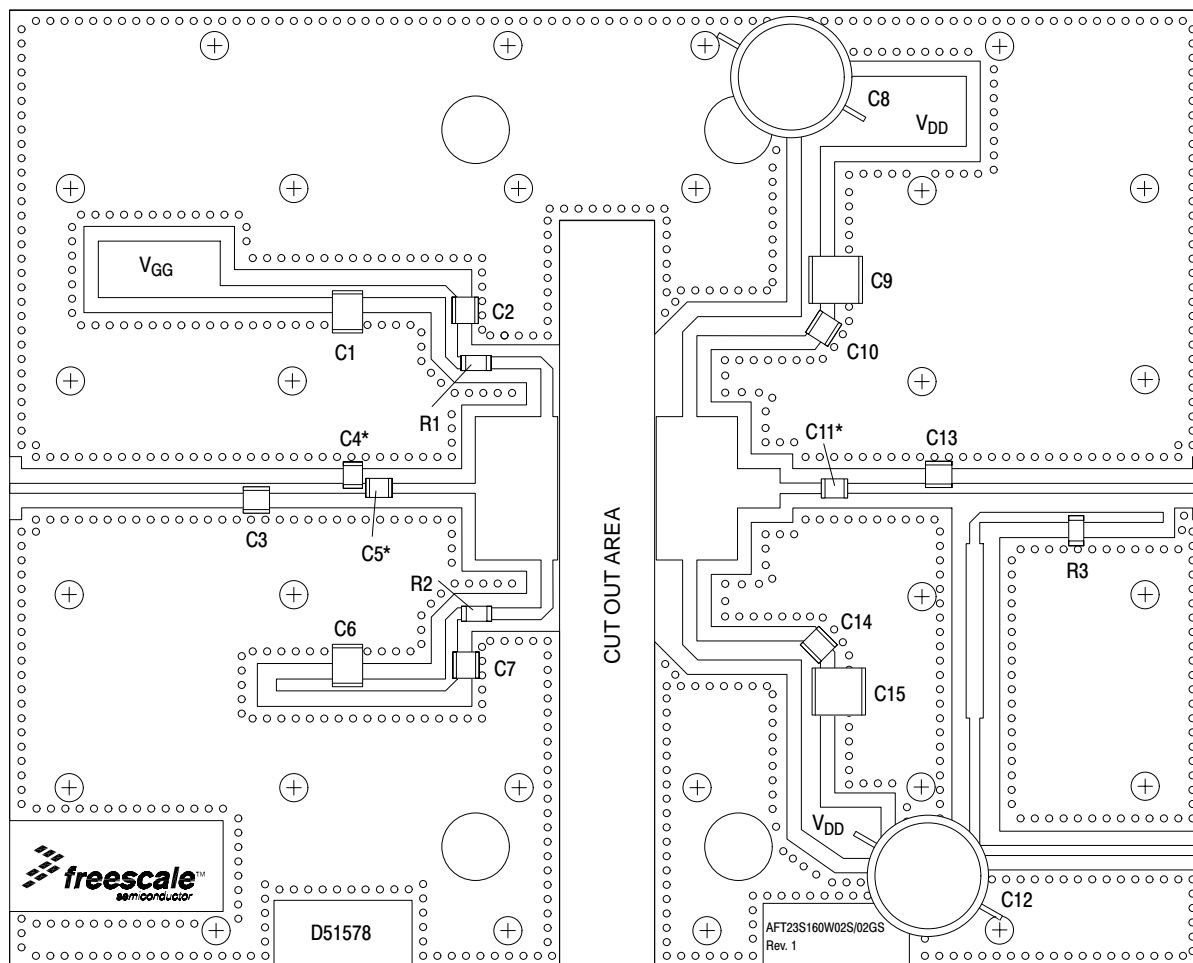 C8
VDD
VGG
C9
C2
C1
C10
R1
C4*
C11*
C13
C3
C5*
R2
R3
CUT OUT AREA
C6
C14
C7
C15
VDD
freescale™
semiconductor
C12
D51578
AFT23S160W02S/02GS
Rev. 1